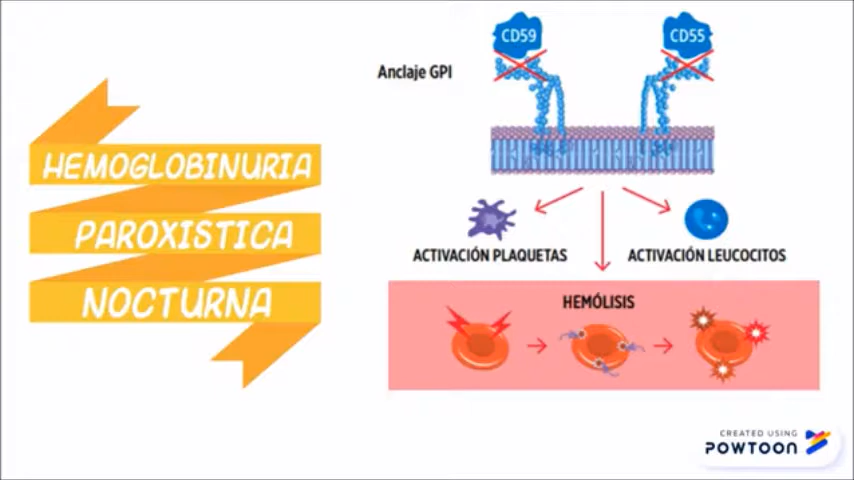 HEMOGLOBINURIA
PAROXISTICA
NOCTURNA
CD59
CD55
Anclaje GPI
ACTIVACIÓN PLAQUETAS
ACTIVACIÓN LEUCOCITOS
HEMÓLISIS
CREATED USING
POWTOON